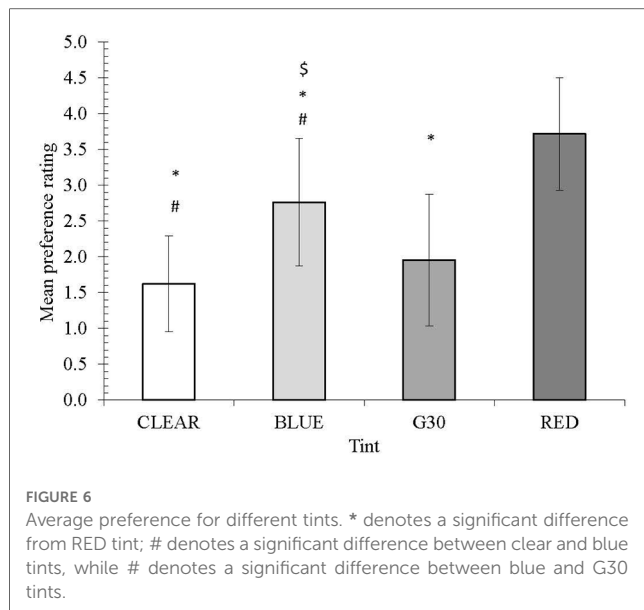 5.0
4.5
4.0
3.5
3.0
2.5
2.0
1.5
1.0
0.5
0.0
Mean preference rating
*
#
$
*
#
*
CLEAR
BLUE
G30
RED
Tint
FIGURE 6
Average preference for different tints. * denotes a significant difference
from RED tint; # denotes a significant difference between clear and blue
tints, while # denotes a significant difference between blue and G30
tints.